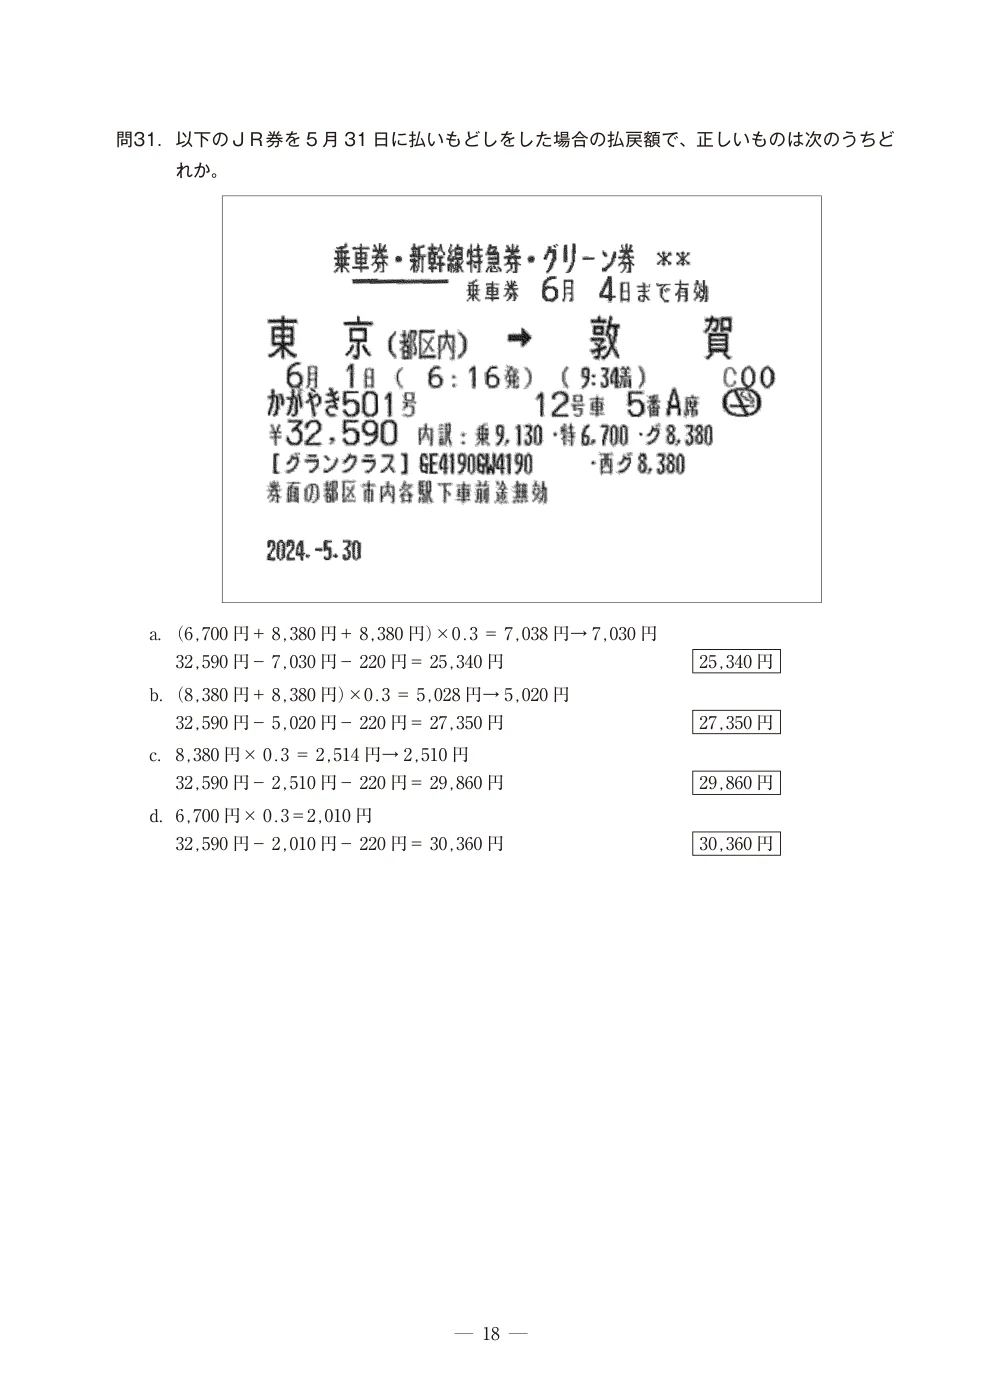 問31. 以下のJR券を5月31日に払いもどしをした場合の払戻額で、正しいものは次のうちど
れか。
乗車券・新幹線特急券・グリーン券 **
乗車券 6月 4日まで有効
東京(都区内) → 敦賀
6月 1日 ( 6:16発) ( 9:34着) C00
かがやき501号 12号車 5番A席
¥32,590 内訳:乗9,130・特6,700・グ8,380
[グランクラス] GE4190GW4190 ・西グ8,380
券面の都区市内各駅下車前途無効
2024.-5.30
a. (6,700円+ 8,380円+ 8,380円)×0.3 = 7,038円→7,030円
32,590円− 7,030円− 220円= 25,340円 25,340円
b. (8,380円+ 8,380円)×0.3 = 5,028円→5,020円
32,590円− 5,020円− 220円= 27,350円 27,350円
c. 8,380円× 0.3 = 2,514円→2,510円
32,590円− 2,510円− 220円= 29,860円 29,860円
d. 6,700円× 0.3=2,010円
32,590円− 2,010円− 220円= 30,360円 30,360円
— 18 —